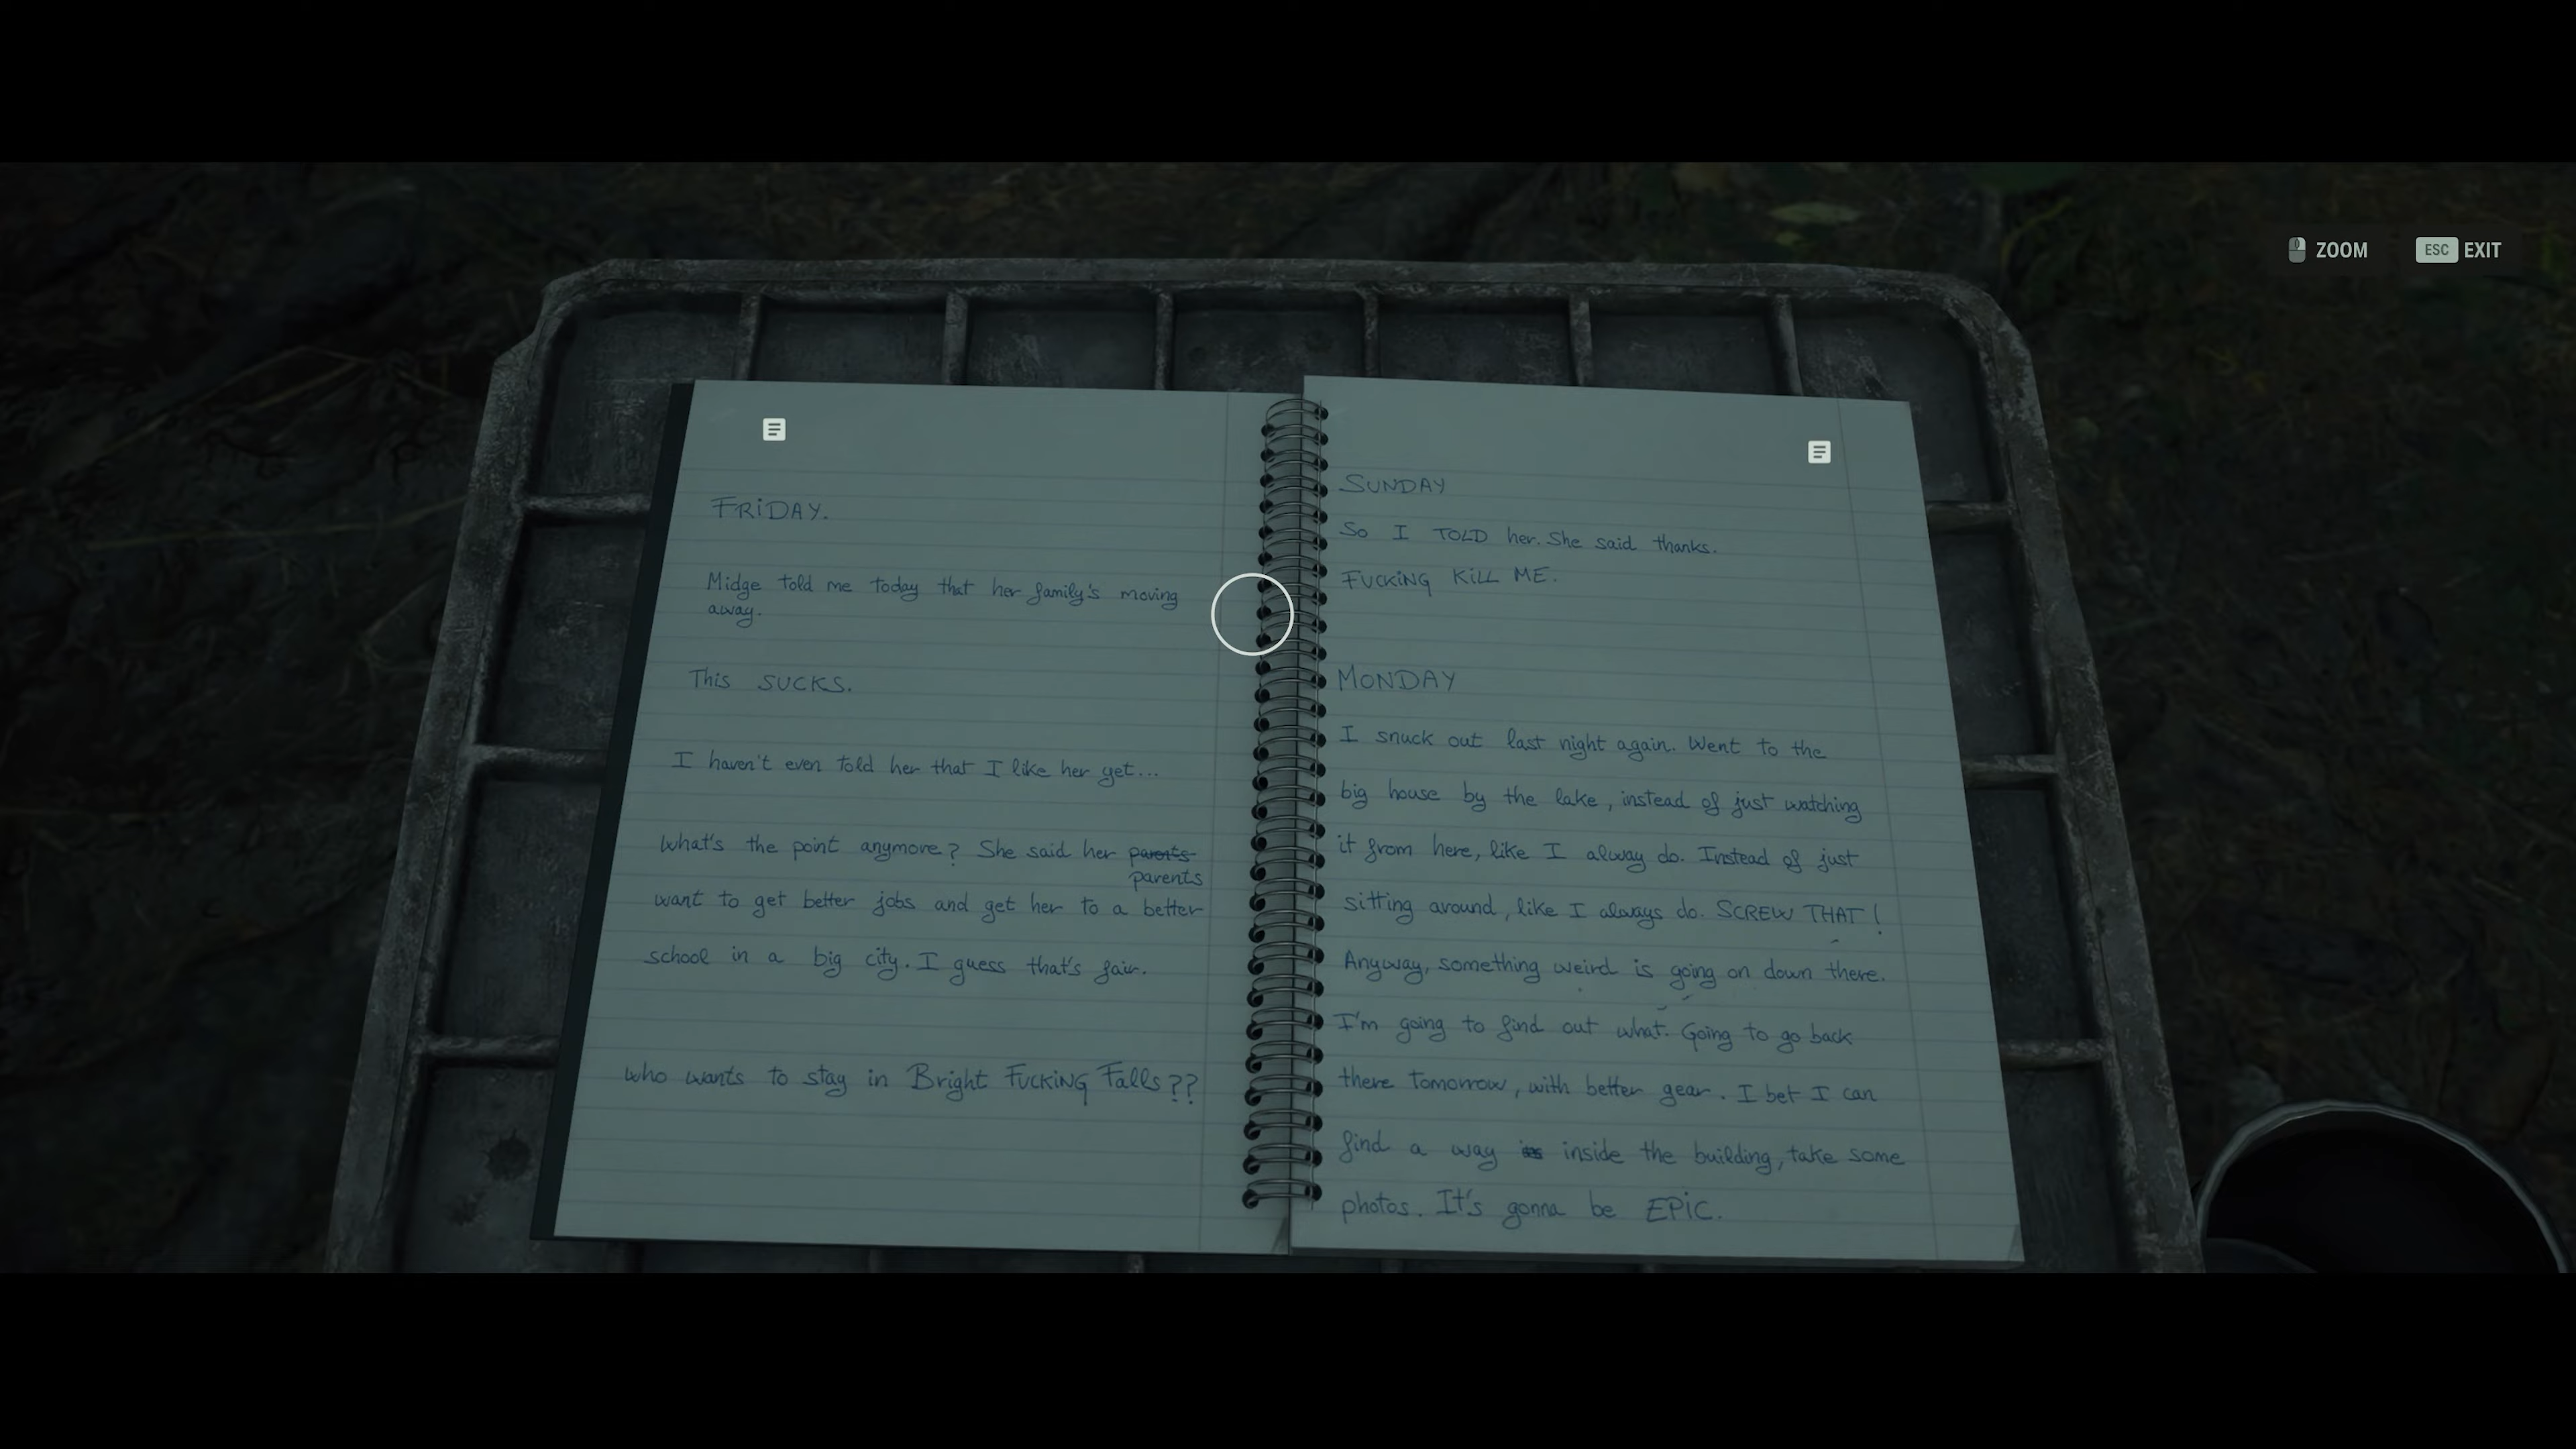 ZOOM
ESC EXIT
FRiDAY.
Midge told me today that her family's moving
away.
This SUCKS.
I haven't even told her that I like her yet...
What's the point anymore? She said her parents
parents
want to get better jobs and get her to a better
school in a big city. I guess that's fair.
who wants to stay in Bright FUCKiNG Falls??
SUNDAY
So I TOLD her. She said thanks.
FUCKiNG KiLL ME.
MONDAY
I snuck out last night again. Went to the
big house by the lake, instead of just watching
it from here, like I alway do. Instead of just
sitting around, like I always do. SCREW THAT!
Anyway, something weird is going on down there.
I'm going to find out what. Going to go back
there tomorrow, with better gear. I bet I can
find a way inside the building, take some
photos. It's gonna be EPiC.